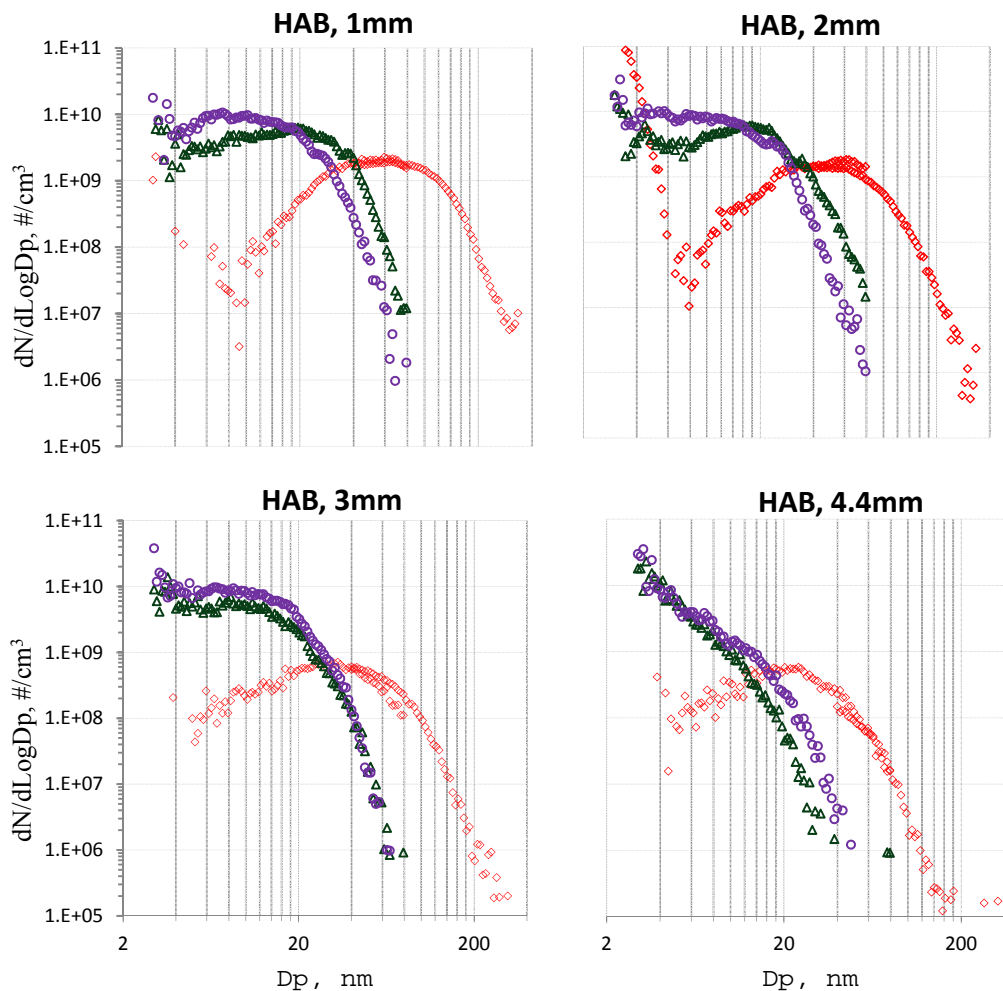 HAB, 1mm
HAB, 2mm
1.E+11
1.E+10
1.E+09
1.E+08
1.E+07
1.E+06
1.E+05
dN/dLogDp, #/cm³
HAB, 3mm
HAB, 4.4mm
1.E+11
1.E+10
1.E+09
1.E+08
1.E+07
1.E+06
1.E+05
dN/dLogDp, #/cm³
2
20
200
2
20
200
Dp, nm
Dp, nm